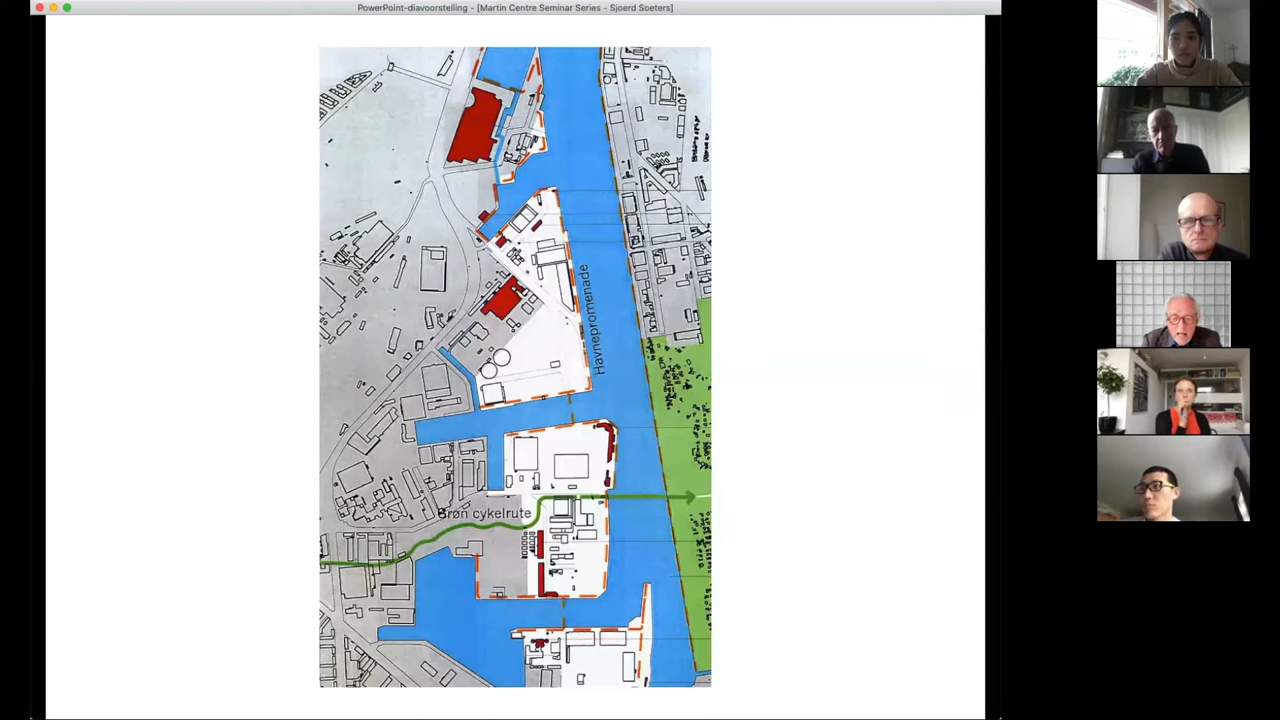 PowerPoint-diavoorstelling - [Martin Centre Seminar Series - Sjoerd Soeters]
Havnepromenade
Grøn cykelrute